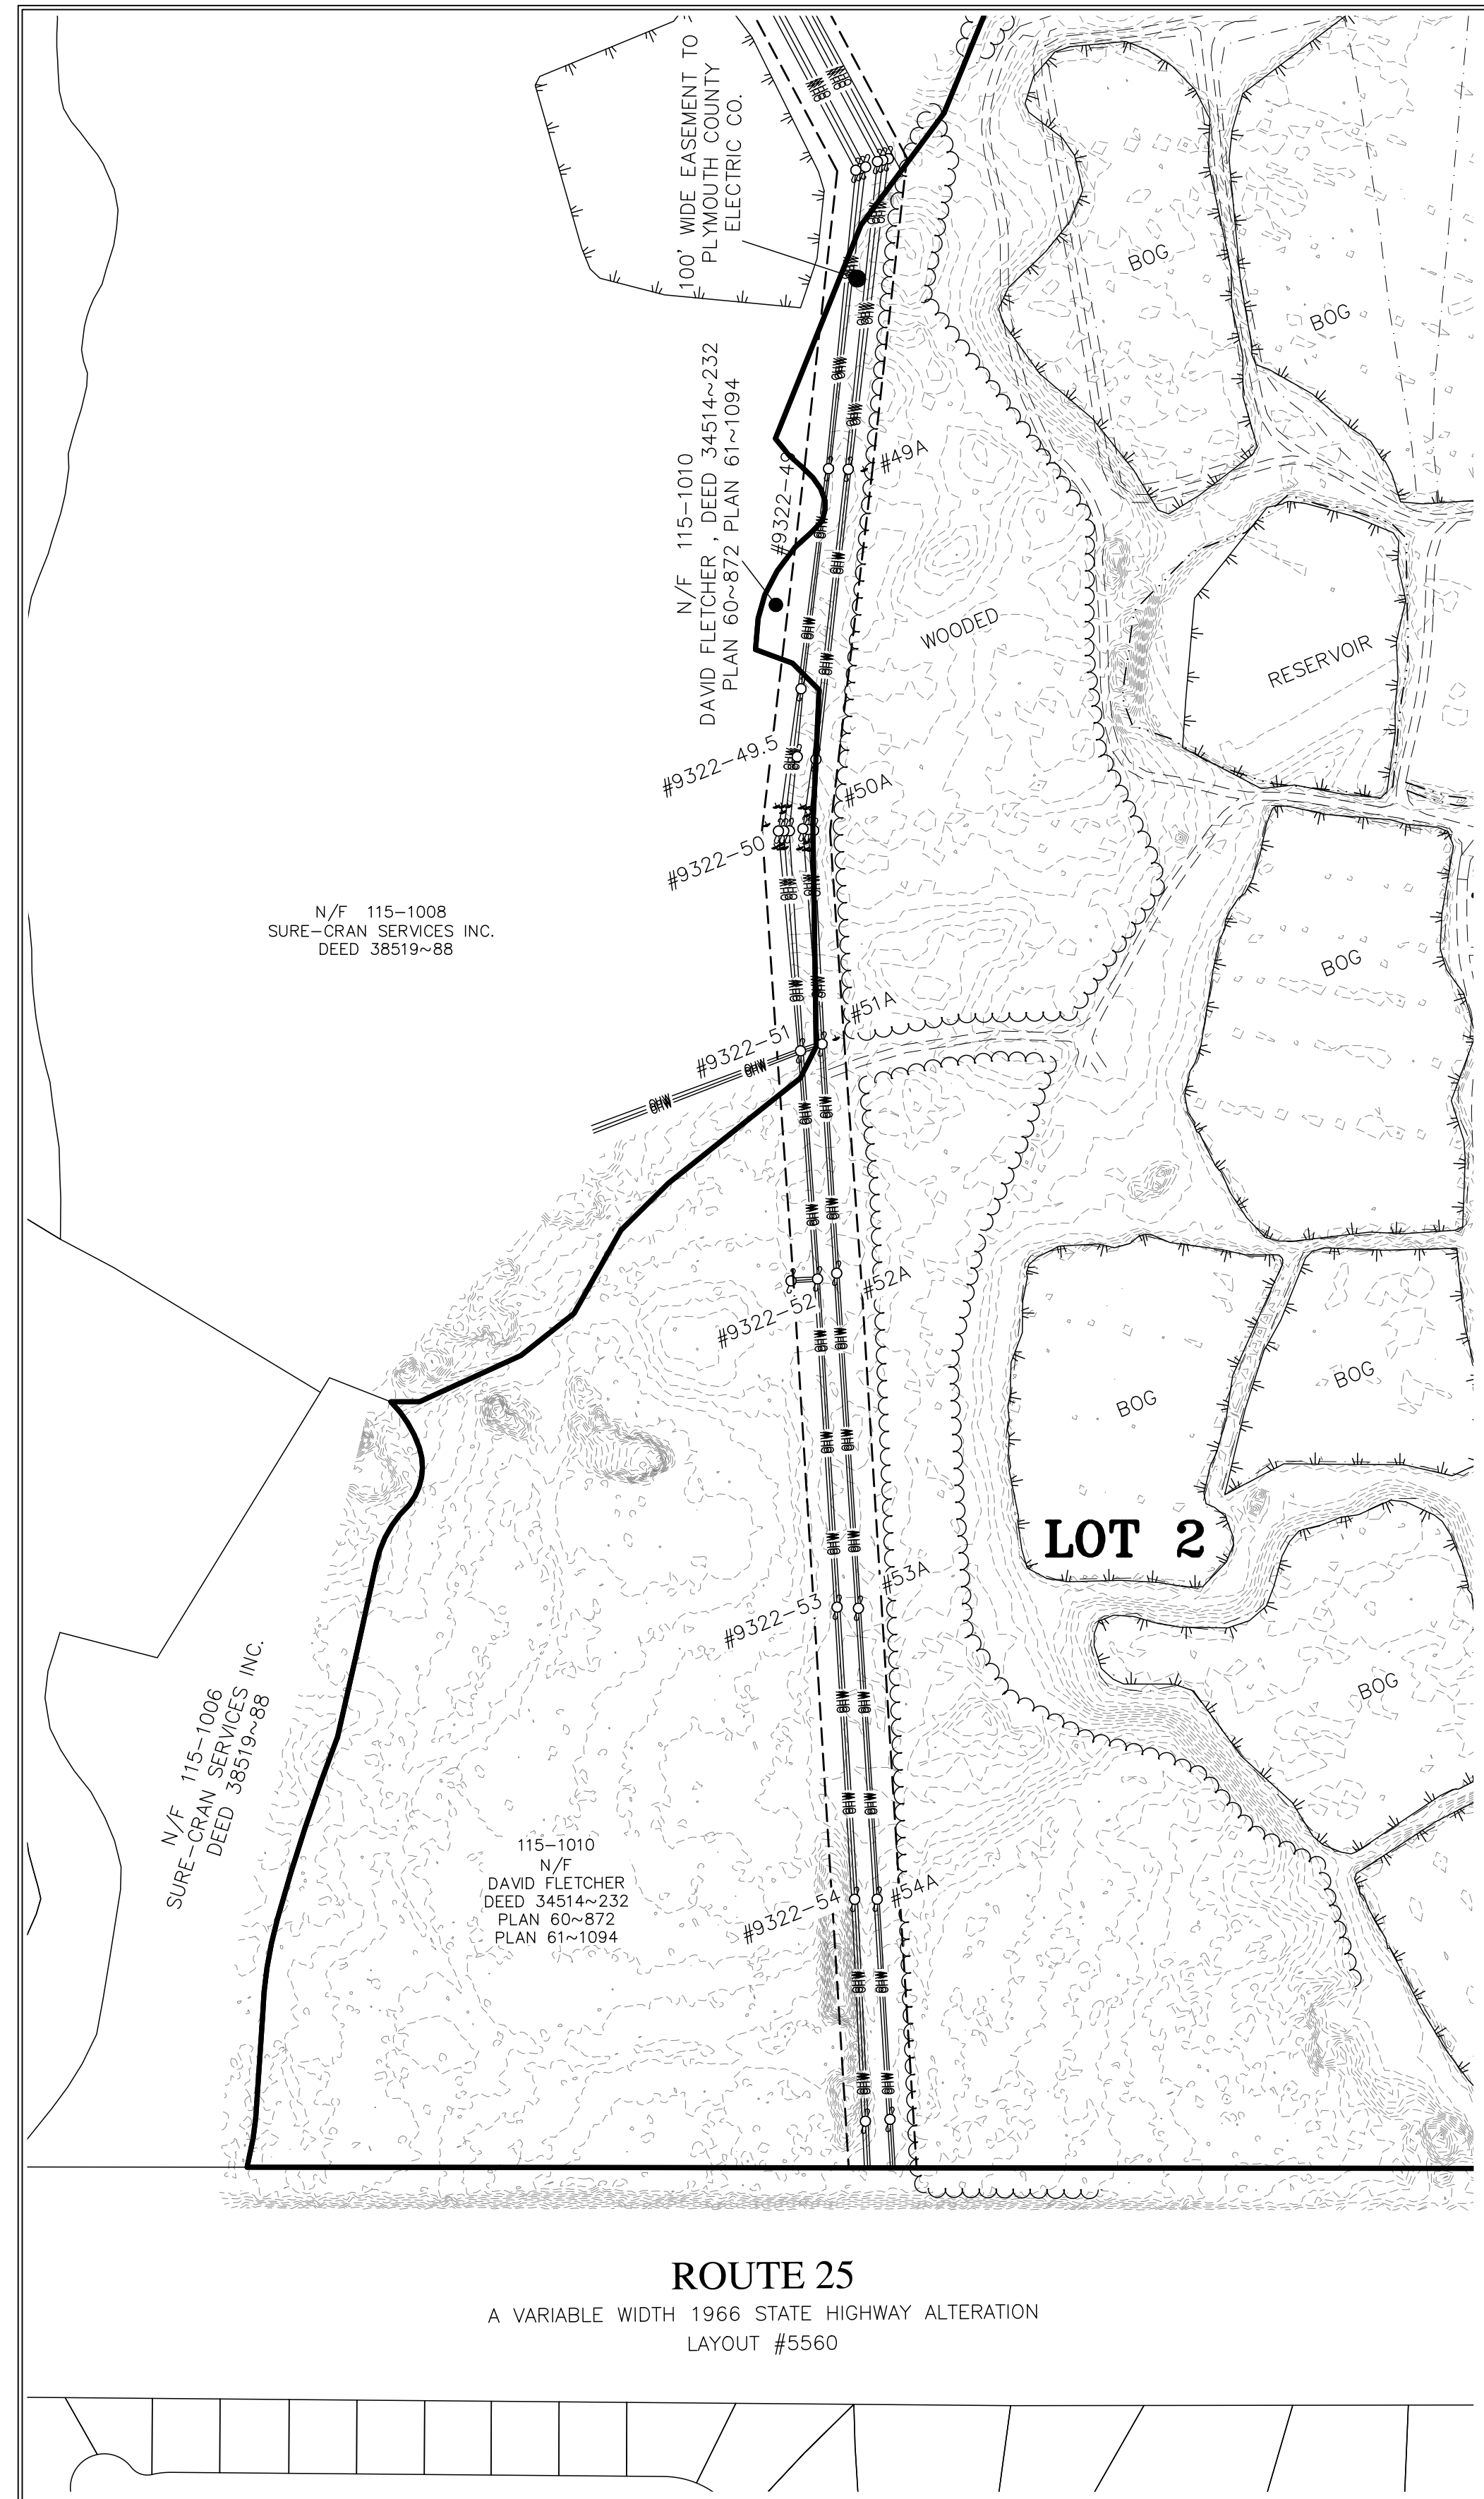 100' WIDE EASEMENT TO
PLYMOUTH COUNTY
ELECTRIC CO.
BOG
BOG
N/F 115-1010
DAVID FLETCHER , DEED 34514~232
PLAN 60~872 PLAN 61~1094
#9322-49
#49A
WOODED
RESERVOIR
#9322-49.5
#50A
#9322-50
N/F 115-1008
SURE-CRAN SERVICES INC.
DEED 38519~88
BOG
#51A
#9322-51
OHW
#52A
#9322-52
BOG
BOG
LOT 2
#53A
#9322-53
BOG
N/F 115-1006
SURE-CRAN SERVICES INC.
DEED 38519~88
115-1010
N/F
DAVID FLETCHER
DEED 34514~232
PLAN 60~872
PLAN 61~1094
#54A
#9322-54
ROUTE 25
A VARIABLE WIDTH 1966 STATE HIGHWAY ALTERATION
LAYOUT #5560